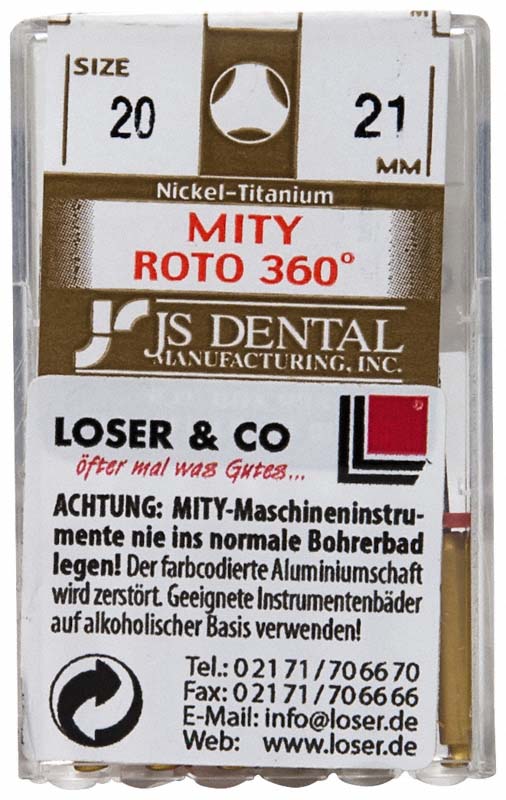 SIZE
20
21
MM
Nickel-Titanium
MITY
ROTO 360°
JS DENTAL
MANUFACTURING, INC.
LOSER & CO
öfter mal was Gutes...
®
ACHTUNG: MITY-Maschineninstru-
mente nie ins normale Bohrerbad
legen! Der farbcodierte Aluminiumschaft
wird zerstört. Geeignete Instrumentenbäder
auf alkoholischer Basis verwenden!
Tel.: 0 21 71 / 70 66 70
Fax: 0 21 71 / 70 66 66
E-Mail: info@loser.de
Web: www.loser.de